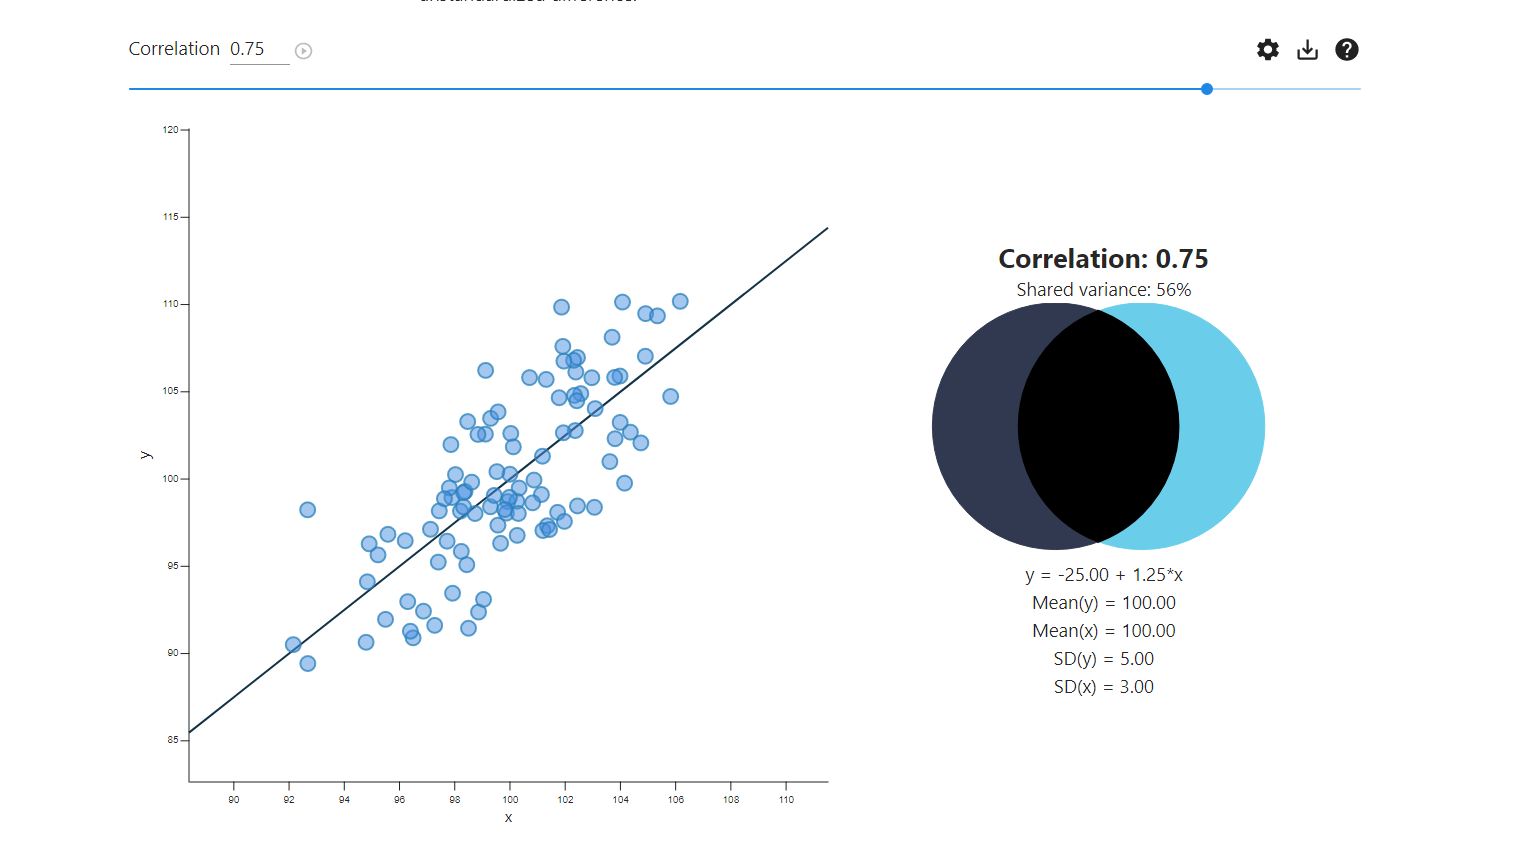 Correlation 0.75
120
115
110
105
100
95
90
85
y
90 92 94 96 98 100 102 104 106 108 110
x
Correlation: 0.75
Shared variance: 56%
y = -25.00 + 1.25*x
Mean(y) = 100.00
Mean(x) = 100.00
SD(y) = 5.00
SD(x) = 3.00